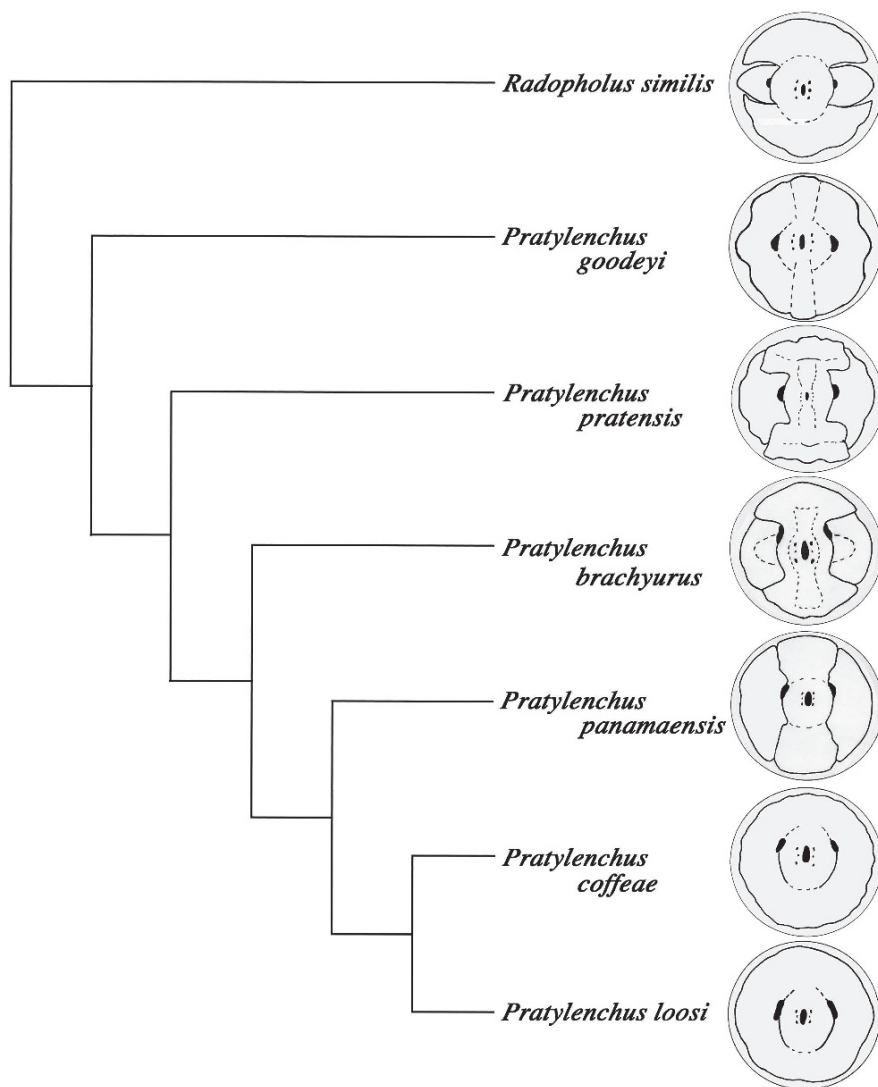 Radopholus similis
Pratylenchus
goodeyi
Pratylenchus
pratensis
Pratylenchus
brachyurus
Pratylenchus
panamaensis
Pratylenchus
coffeae
Pratylenchus loosi